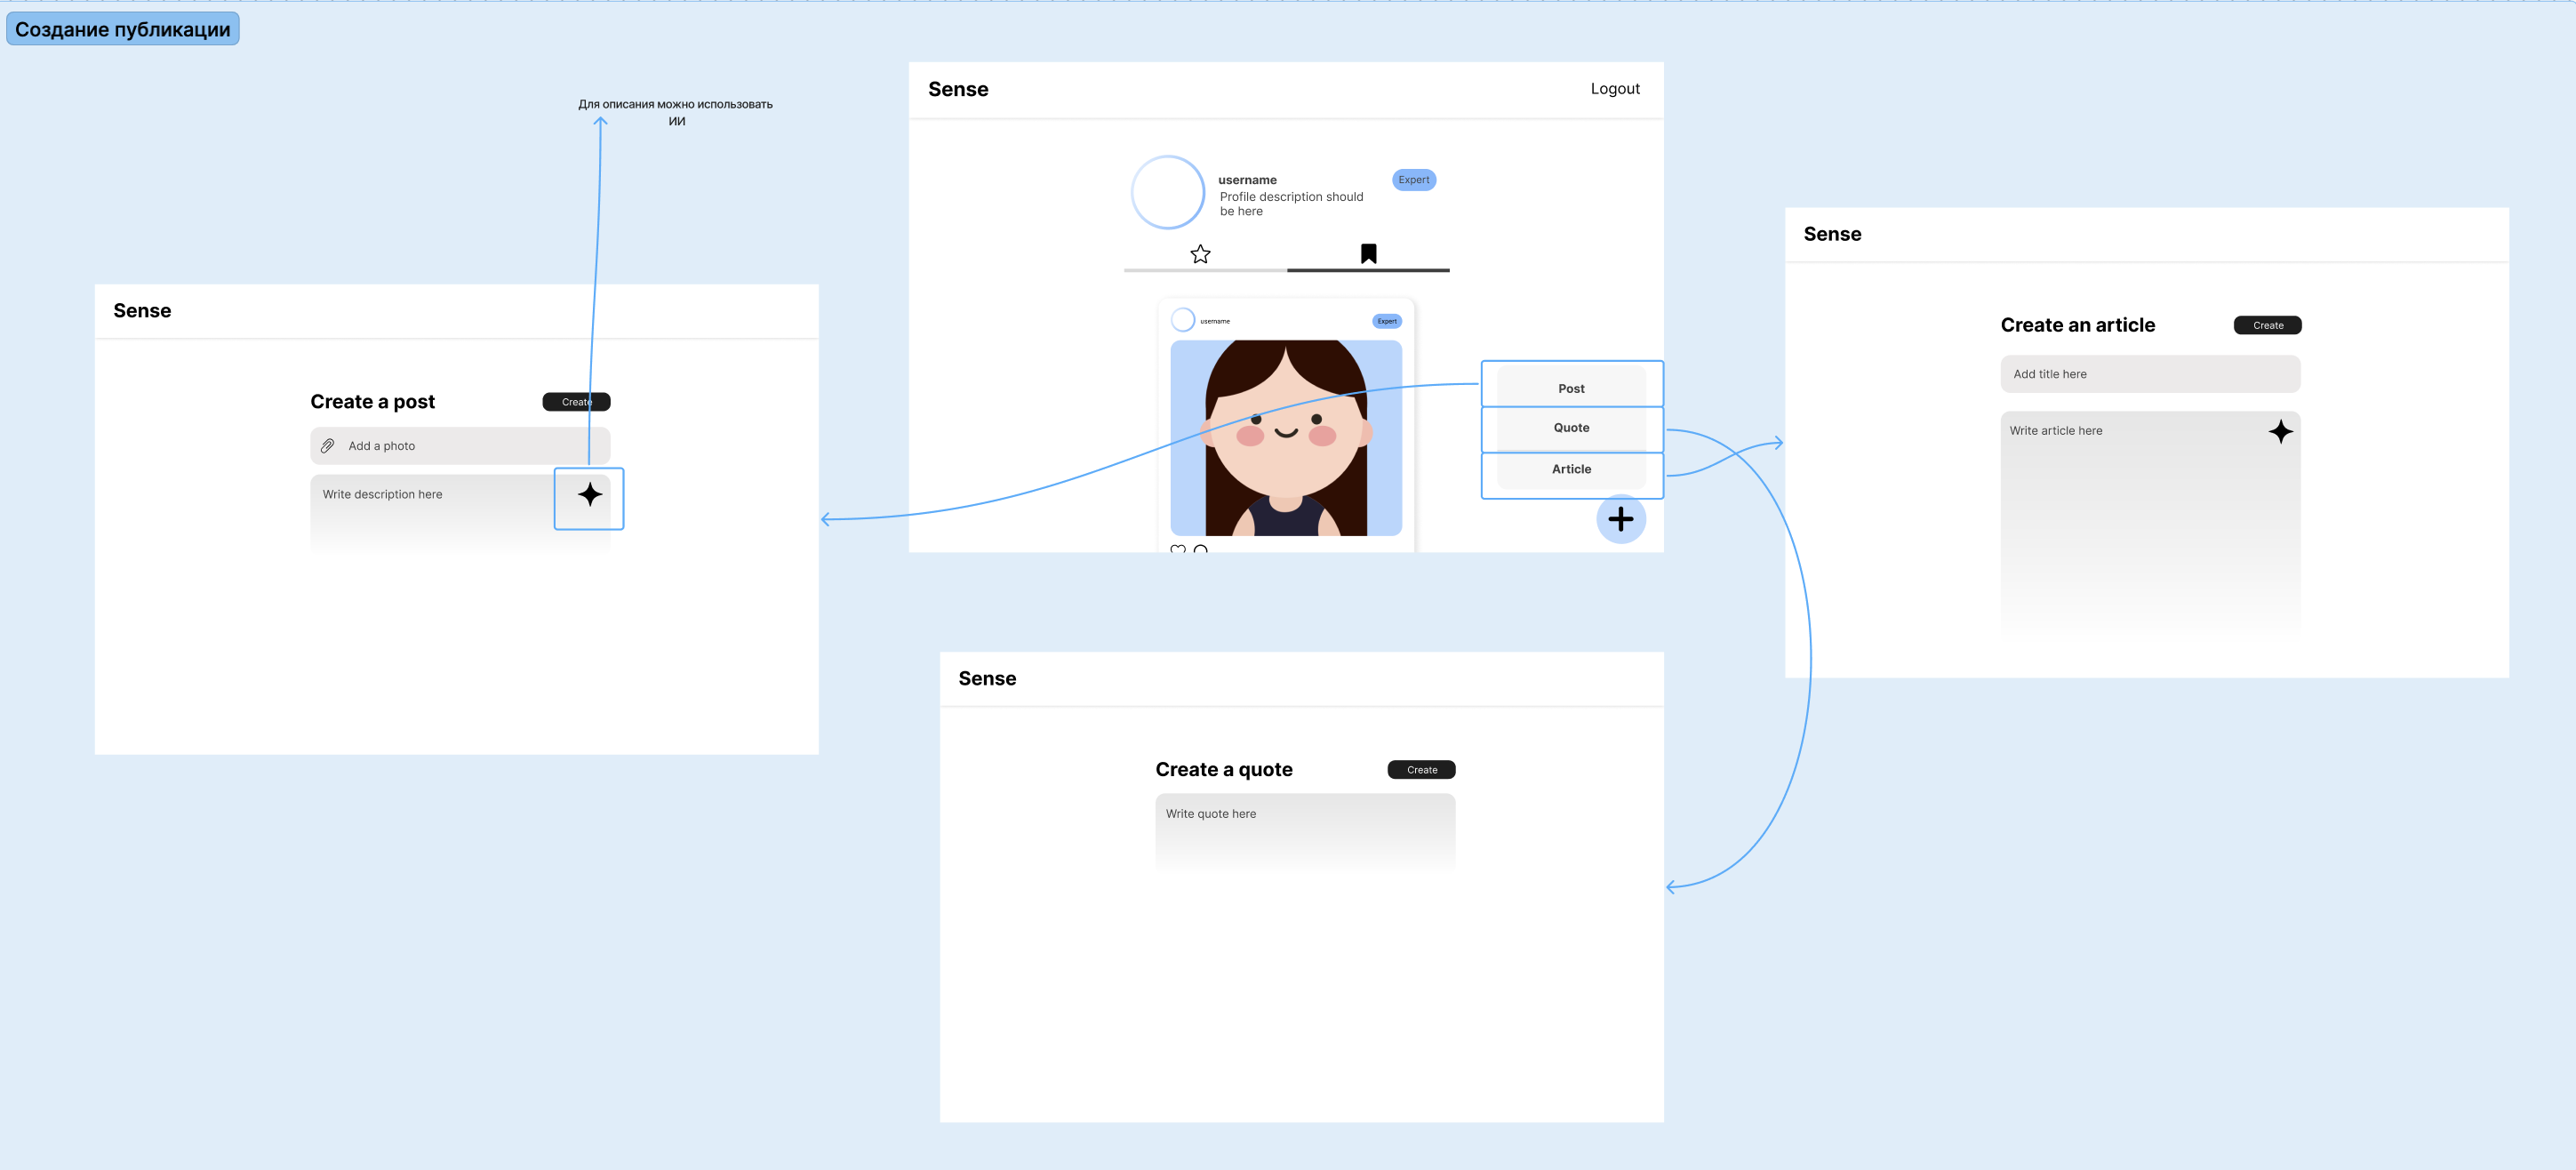 Создание публикации
Для описания можно использовать
ИИ
Sense
Logout
username
Profile description should
be here
Expert
username
Expert
Post
Quote
Article
Sense
Create a post
Create
Add a photo
Write description here
Sense
Create an article
Create
Add title here
Write article here
Sense
Create a quote
Create
Write quote here